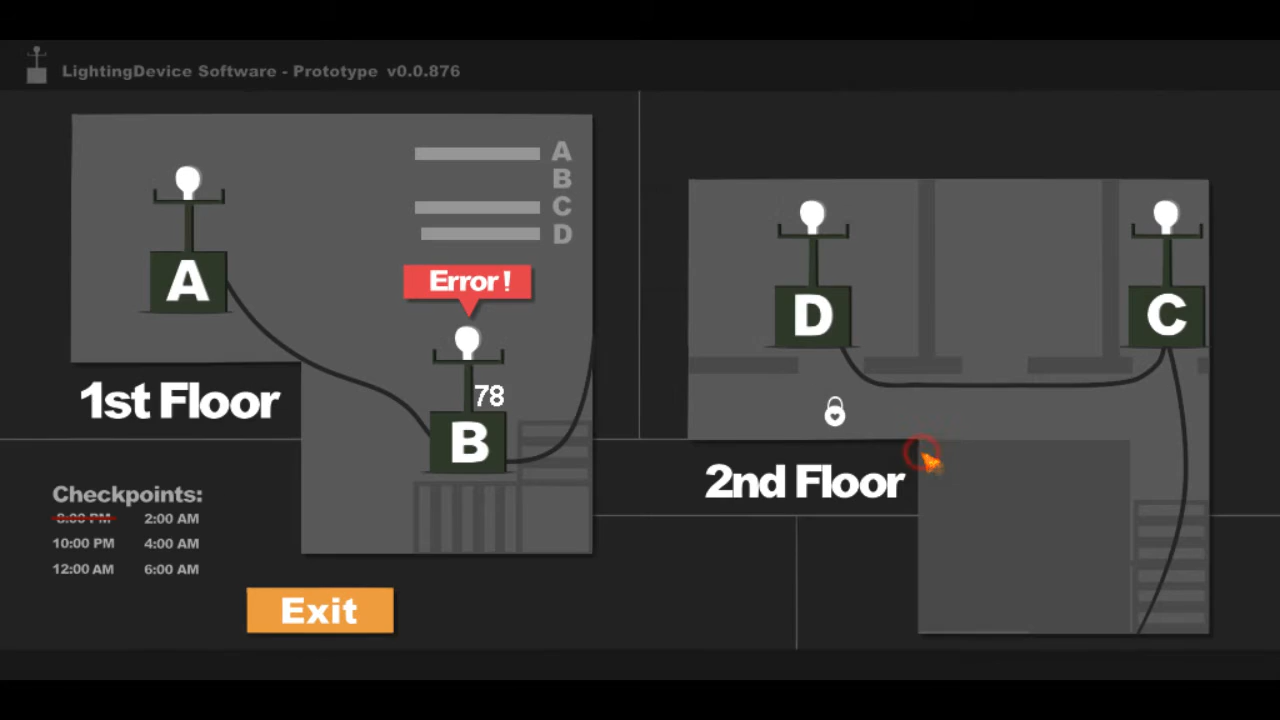 LightingDevice Software - Prototype v0.0.876
A
B
C
D
Error !
A
78
B
1st Floor
D
C
2nd Floor
Checkpoints:
8:00 PM 2:00 AM
10:00 PM 4:00 AM
12:00 AM 6:00 AM
Exit